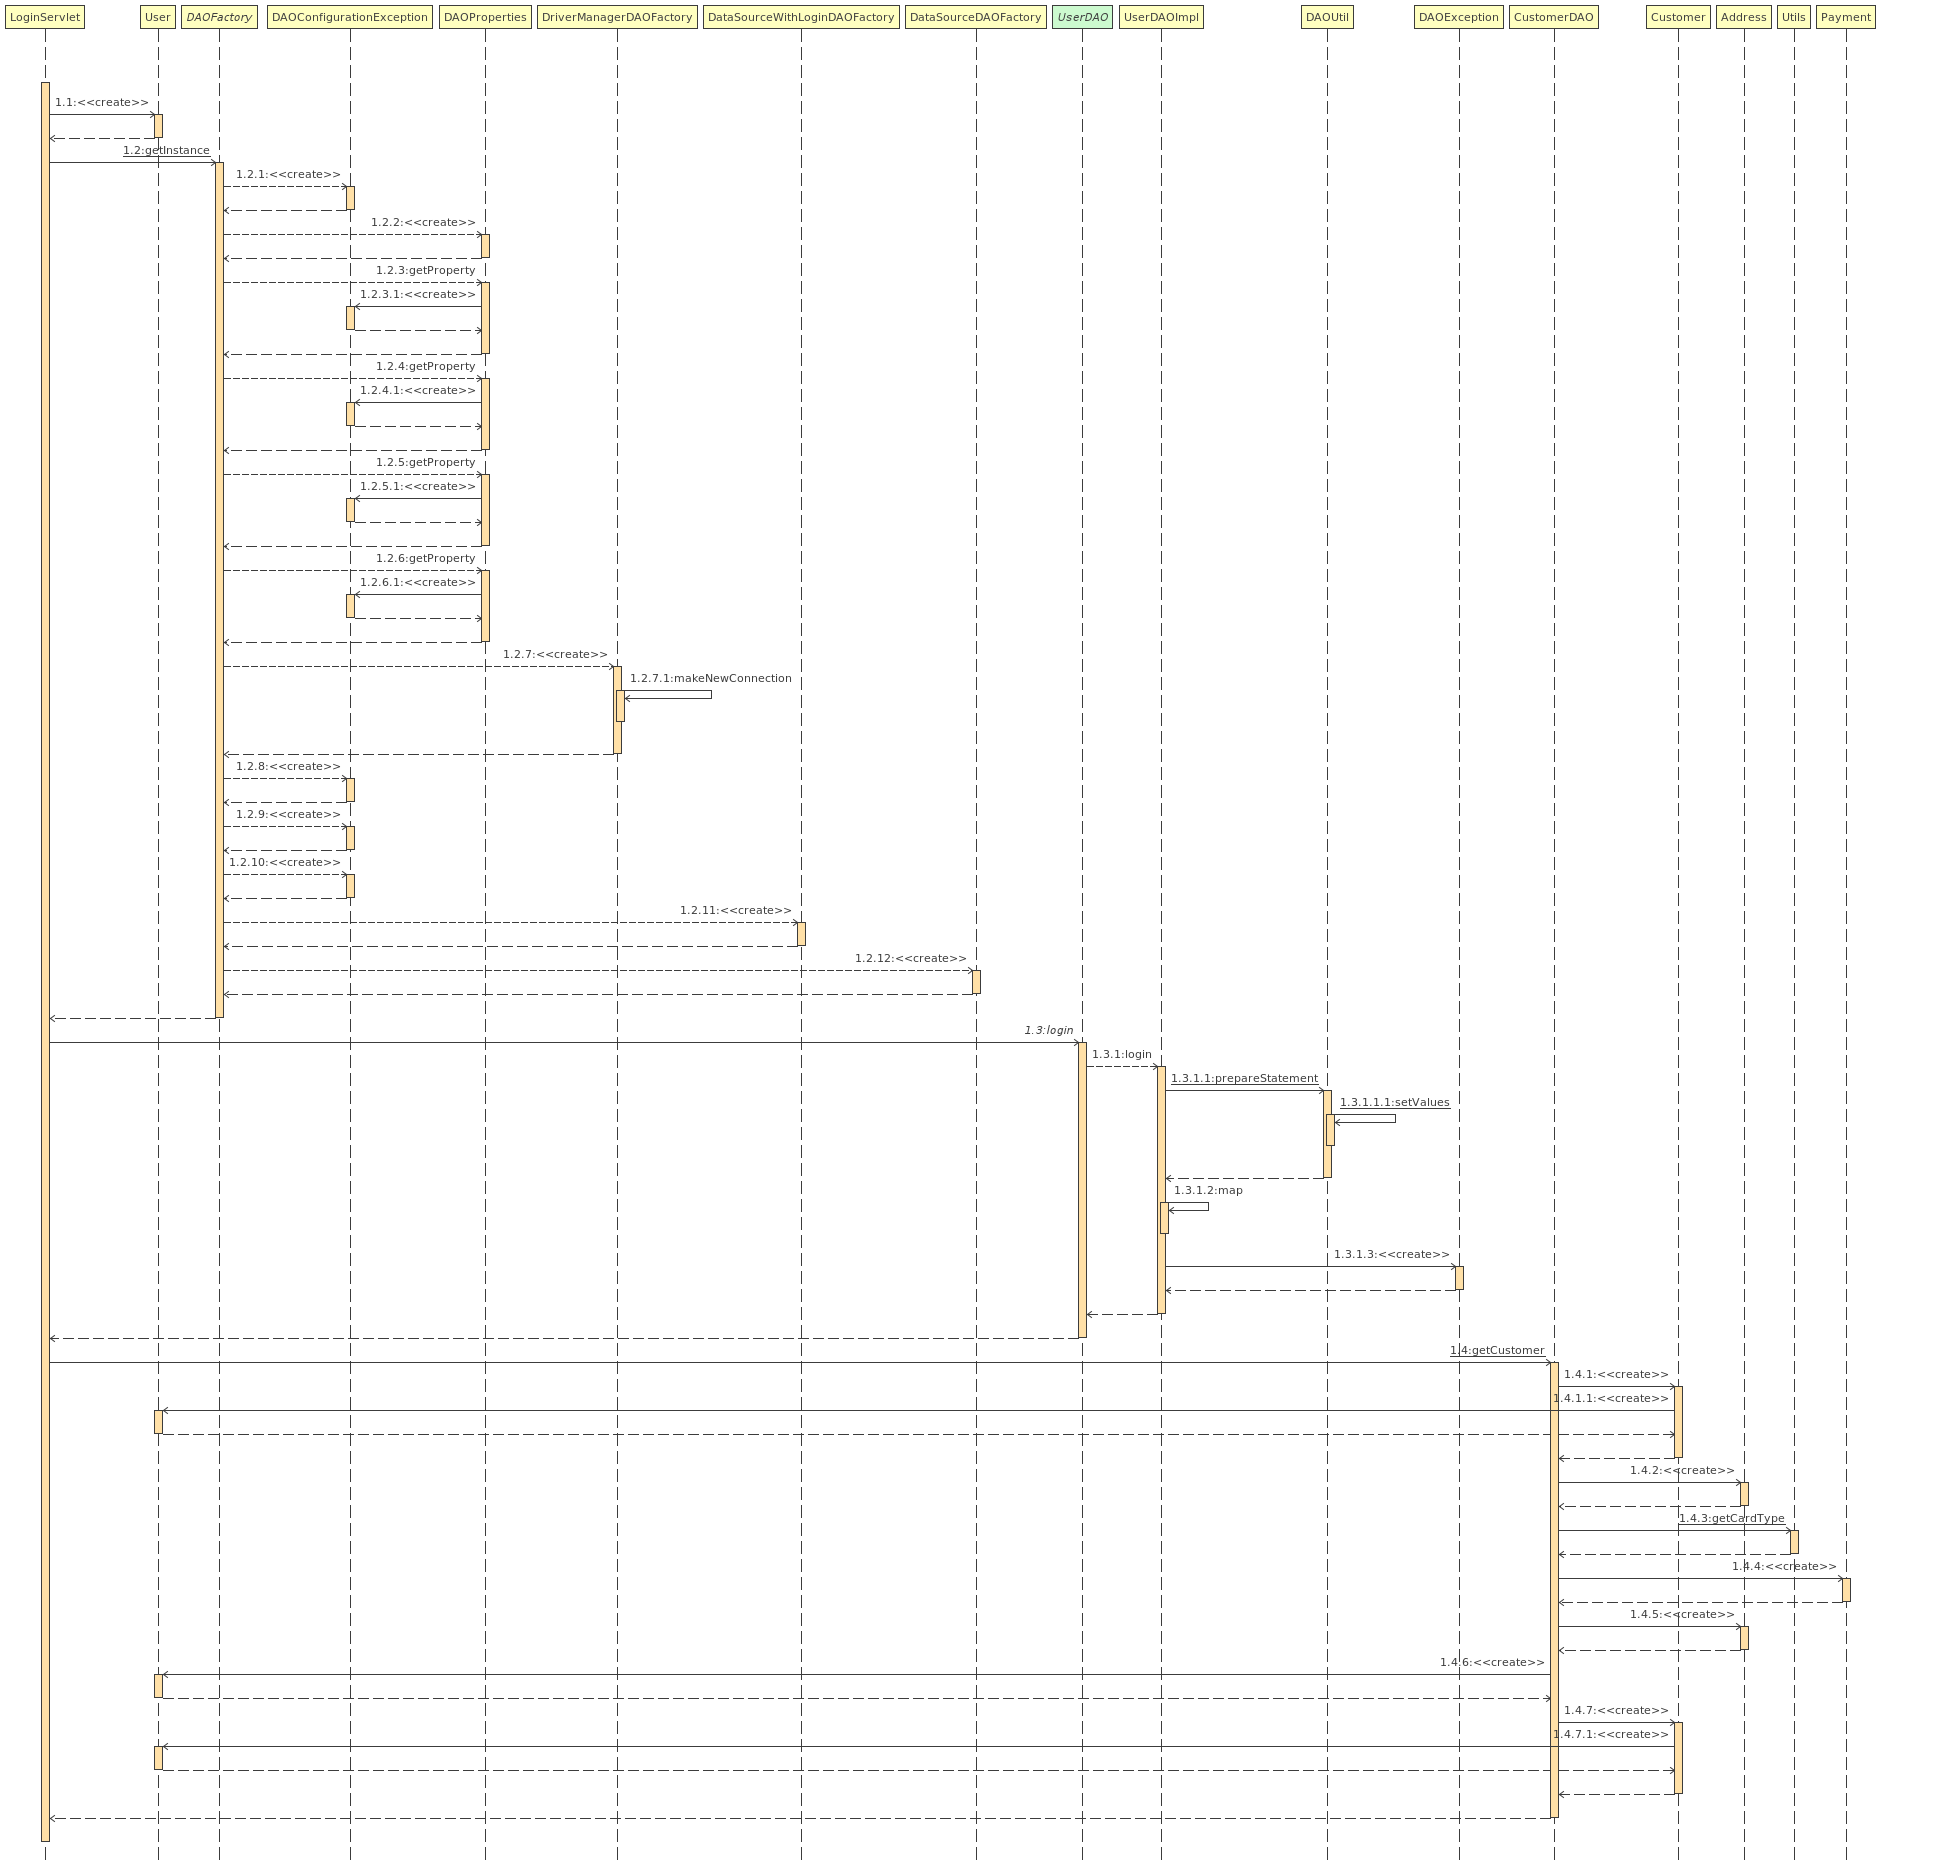 LoginServlet
User
DAOFactory
DAOConfigurationException
DAOProperties
DriverManagerDAOFactory
DataSourceWithLoginDAOFactory
DataSourceDAOFactory
UserDAO
UserDAOImpl
DAOUtil
DAOException
CustomerDAO
Customer
Address
Utils
Payment
1.1:<<create>>
1.2:getInstance
1.2.1:<<create>>
1.2.2:<<create>>
1.2.3:getProperty
1.2.3.1:<<create>>
1.2.4:getProperty
1.2.4.1:<<create>>
1.2.5:getProperty
1.2.5.1:<<create>>
1.2.6:getProperty
1.2.6.1:<<create>>
1.2.7:<<create>>
1.2.7.1:makeNewConnection
1.2.8:<<create>>
1.2.9:<<create>>
1.2.10:<<create>>
1.2.11:<<create>>
1.2.12:<<create>>
1.3:login
1.3.1:login
1.3.1.1:prepareStatement
1.3.1.1.1:setValues
1.3.1.2:map
1.3.1.3:<<create>>
1.4:getCustomer
1.4.1:<<create>>
1.4.1.1:<<create>>
1.4.2:<<create>>
1.4.3:getCardType
1.4.4:<<create>>
1.4.5:<<create>>
1.4.6:<<create>>
1.4.7:<<create>>
1.4.7.1:<<create>>